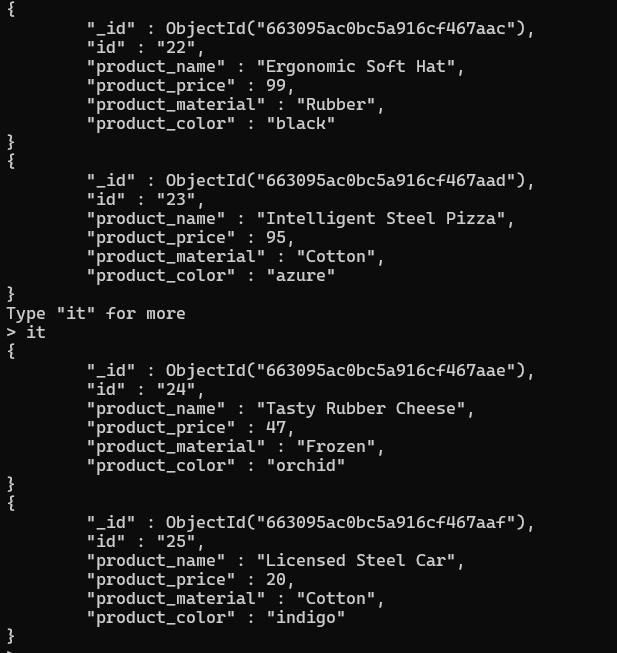 {
        "_id" : ObjectId("663095ac0bc5a916cf467aac"),
        "id" : "22",
        "product_name" : "Ergonomic Soft Hat",
        "product_price" : 99,
        "product_material" : "Rubber",
        "product_color" : "black"
}
{
        "_id" : ObjectId("663095ac0bc5a916cf467aad"),
        "id" : "23",
        "product_name" : "Intelligent Steel Pizza",
        "product_price" : 95,
        "product_material" : "Cotton",
        "product_color" : "azure"
}
Type "it" for more
> it
{
        "_id" : ObjectId("663095ac0bc5a916cf467aae"),
        "id" : "24",
        "product_name" : "Tasty Rubber Cheese",
        "product_price" : 47,
        "product_material" : "Frozen",
        "product_color" : "orchid"
}
{
        "_id" : ObjectId("663095ac0bc5a916cf467aaf"),
        "id" : "25",
        "product_name" : "Licensed Steel Car",
        "product_price" : 20,
        "product_material" : "Cotton",
        "product_color" : "indigo"
}